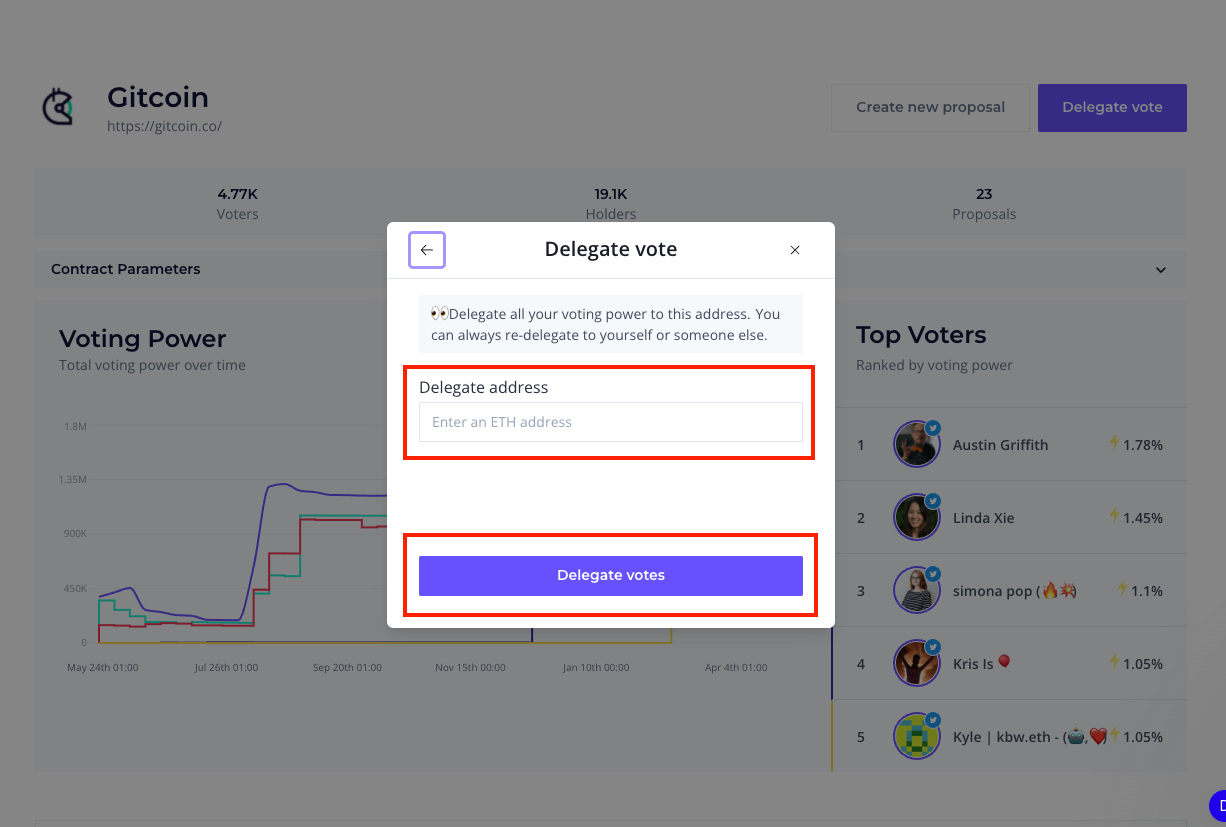 Gitcoin
https://gitcoin.co/
Create new proposal
Delegate vote
4.77K
Voters
19.1K
Holders
23
Proposals
Contract Parameters
Delegate vote
👀Delegate all your voting power to this address. You
can always re-delegate to yourself or someone else.
Delegate address
Enter an ETH address
Delegate votes
Voting Power
Total voting power over time
1.8M
1.35M
900K
450K
0
May 24th 01:00
Jul 26th 01:00
Sep 20th 01:00
Nov 15th 00:00
Jan 10th 00:00
Apr 4th 01:00
Top Voters
Ranked by voting power
1 Austin Griffith ⚡1.78%
2 Linda Xie ⚡1.45%
3 simona pop (🔥💥) ⚡1.1%
4 Kris Is 🎈 ⚡1.05%
5 Kyle | kbw.eth - (🤖,❤️) ⚡1.05%